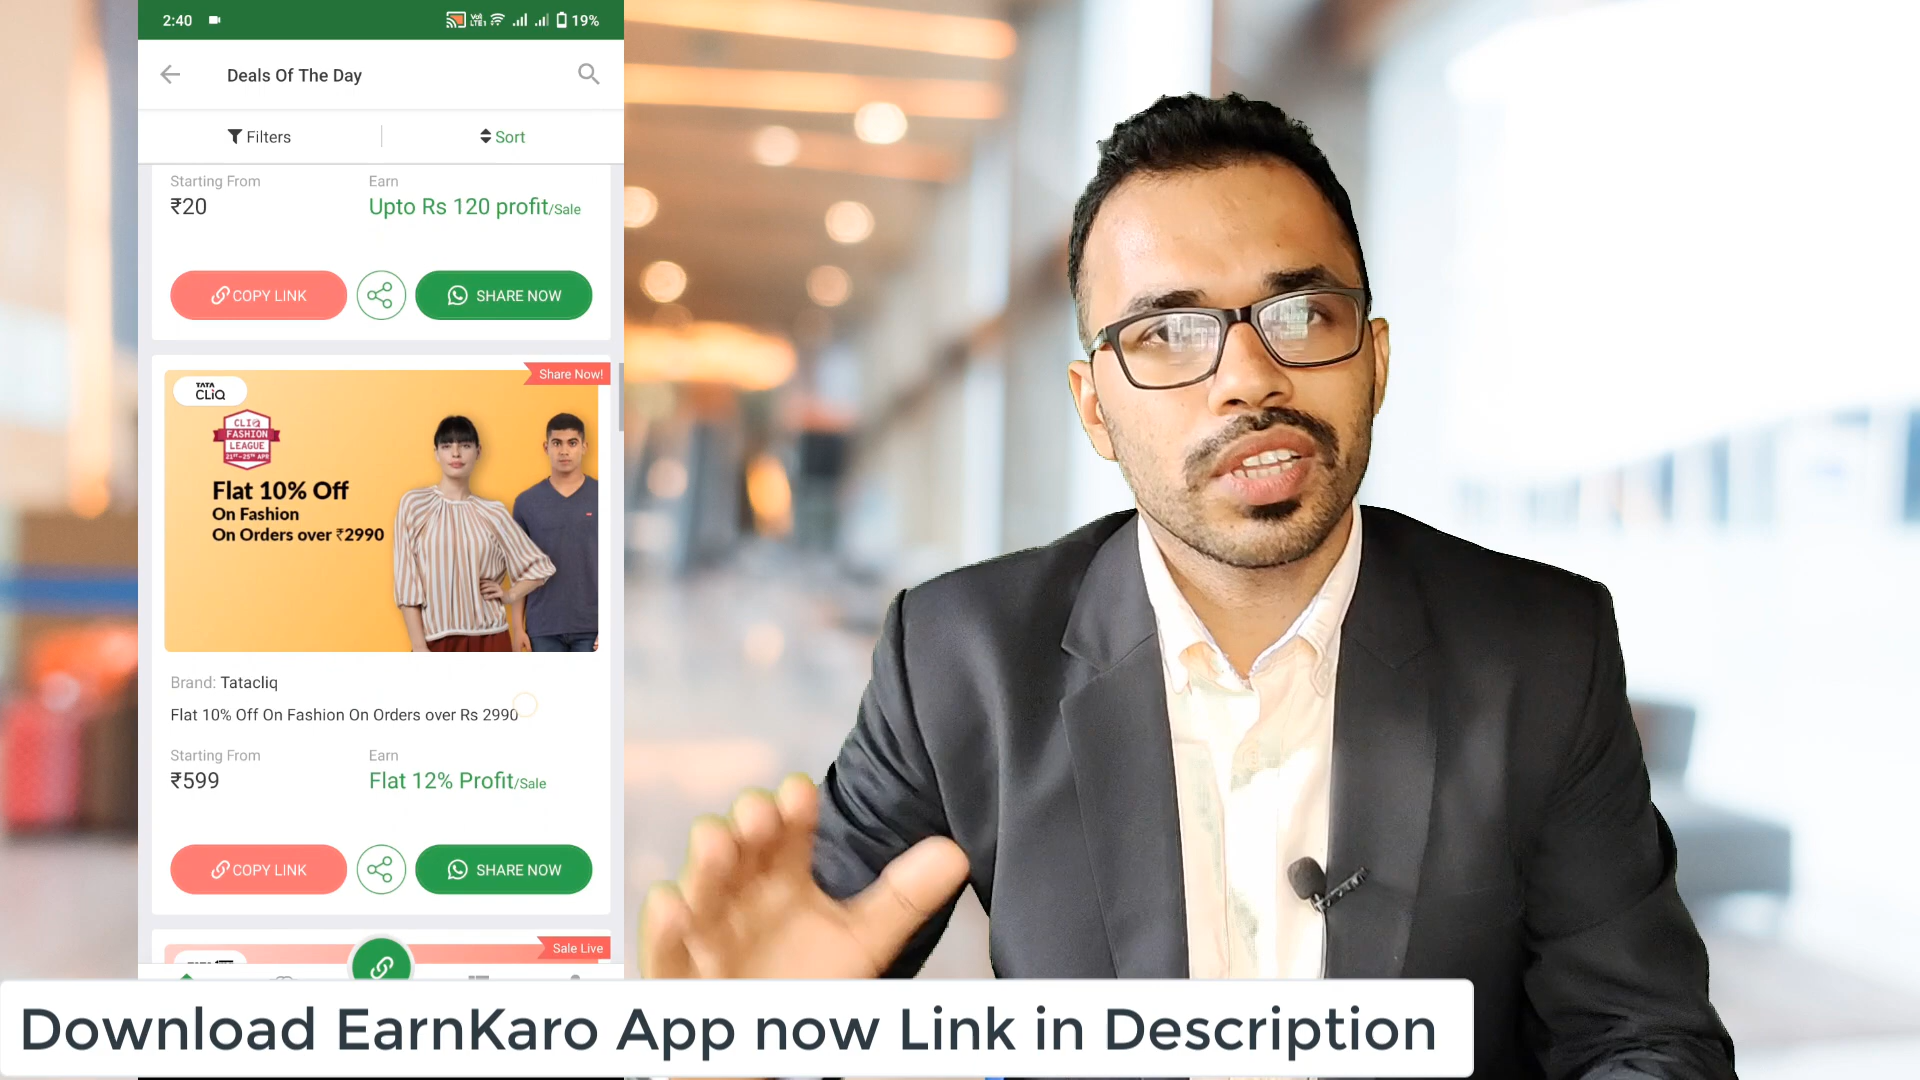 2:40
19%
Deals Of The Day
Filters
Sort
Starting From
Earn
₹20
Upto Rs 120 profit/Sale
COPY LINK
SHARE NOW
Share Now!
TATA
CLiQ
CLiQ
FASHION
LEAGUE
21ST-25TH APR
Flat 10% Off
On Fashion
On Orders over ₹2990
Brand: Tatacliq
Flat 10% Off On Fashion On Orders over Rs 2990
Starting From
Earn
₹599
Flat 12% Profit/Sale
COPY LINK
SHARE NOW
Sale Live
Download EarnKaro App now Link in Description